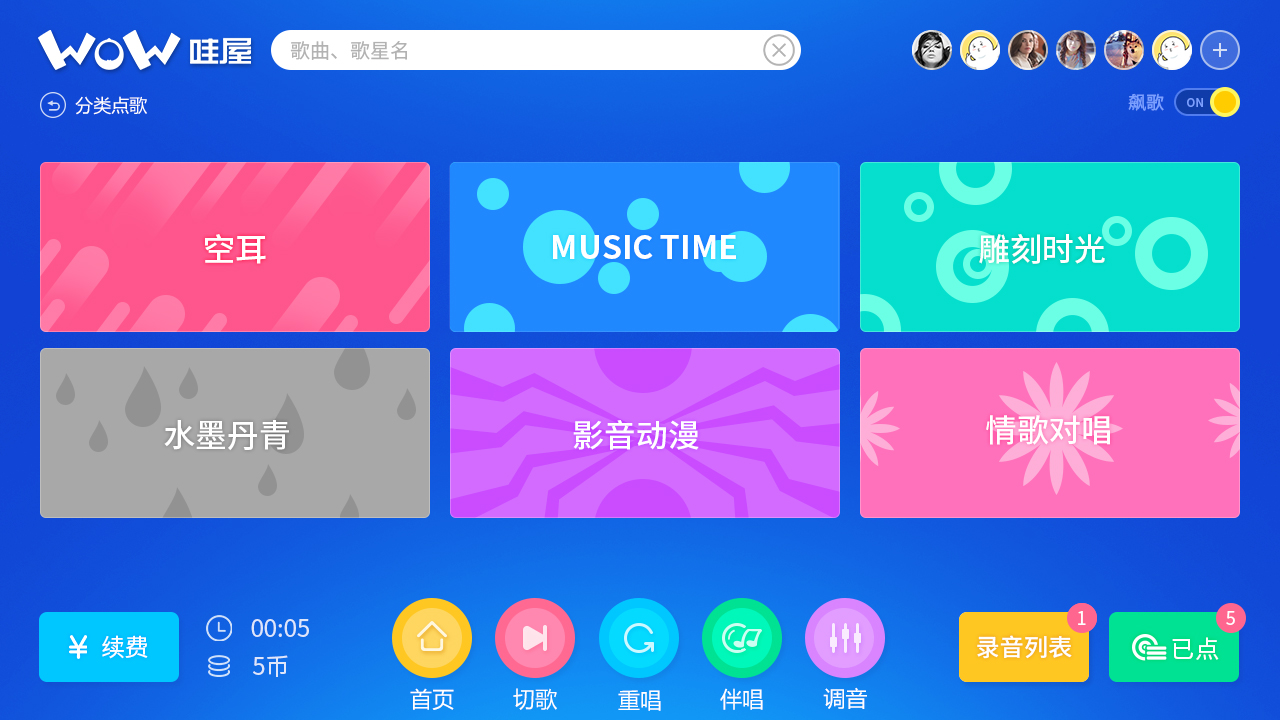 WOW 哇屋
歌曲、歌星名
分类点歌
飙歌 ON
空耳
MUSIC TIME
雕刻时光
水墨丹青
影音动漫
情歌对唱
¥ 续费
00:05
5币
首页
切歌
重唱
伴唱
调音
录音列表
1
已点
5